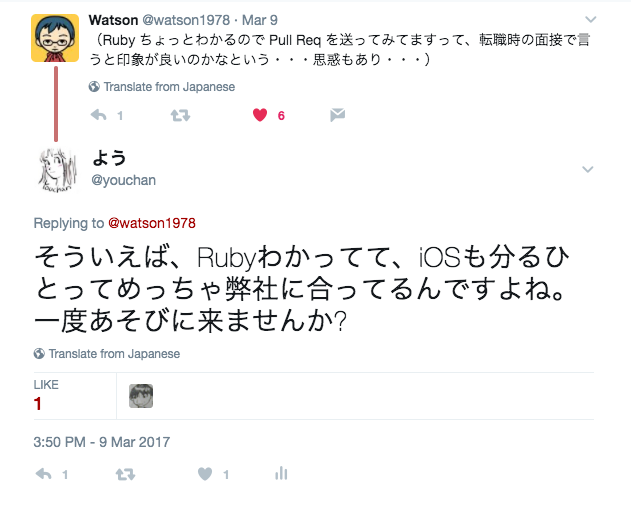 Watson @watson1978 · Mar 9
（Ruby ちょっとわかるので Pull Req を送ってみてますって、転職時の面接で言
うと印象が良いのかなという・・・思惑もあり・・・）
Translate from Japanese
1 6
よう
@youchan
Replying to @watson1978
そういえば、Rubyわかってて、iOSも分るひ
とってめっちゃ弊社に合ってるんですよね。
一度あそびに来ませんか?
Translate from Japanese
LIKE
1
3:50 PM - 9 Mar 2017
1 1